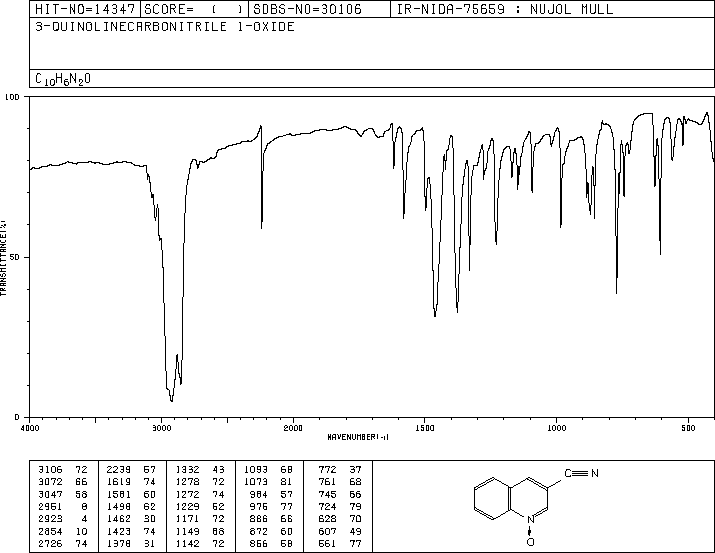 HIT-NO=14347 SCORE= ( ) SDBS-NO=30106 IR-NIDA-75659 : NUJOL MULL
3-QUINOLINECARBONITRILE 1-OXIDE
C10H6N2O
100
TRANSMITTANCE(%)
50
0
4000 3000 2000 1500 1000 500
WAVENUMBER(-1)
3106 72 2239 57 1332 43 1093 68 772 37
3072 66 1619 74 1278 72 1073 81 761 68
3047 58 1581 60 1272 74 984 57 745 66
2951 8 1498 62 1229 52 976 77 724 79
2923 4 1462 30 1171 72 886 66 628 70
2854 10 1423 74 1149 68 872 60 607 49
2726 74 1378 31 1142 72 856 60 561 77
C≡N
N
O